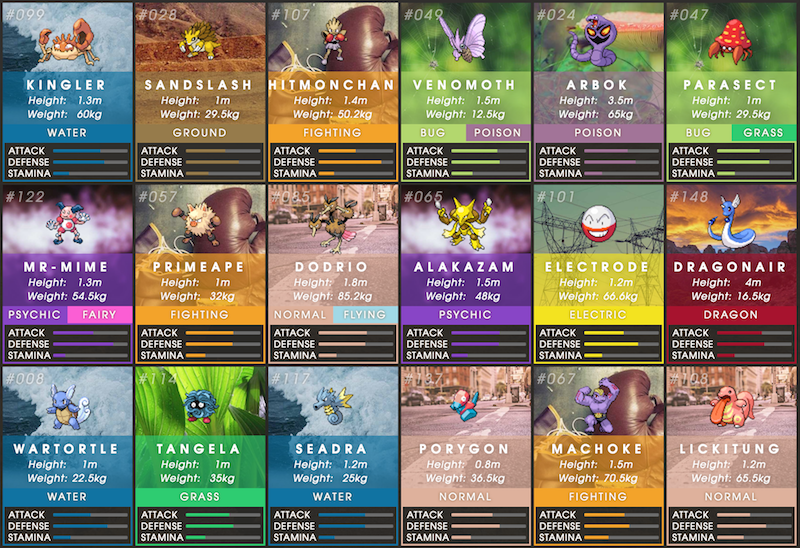 #099
KINGLER
Height: 1.3m
Weight: 60kg
WATER
ATTACK
DEFENSE
STAMINA
#028
SANDSLASH
Height: 1m
Weight: 29.5kg
GROUND
ATTACK
DEFENSE
STAMINA
#107
HITMONCHAN
Height: 1.4m
Weight: 50.2kg
FIGHTING
ATTACK
DEFENSE
STAMINA
#049
VENOMOTH
Height: 1.5m
Weight: 12.5kg
BUG POISON
ATTACK
DEFENSE
STAMINA
#024
ARBOK
Height: 3.5m
Weight: 65kg
POISON
ATTACK
DEFENSE
STAMINA
#047
PARASECT
Height: 1m
Weight: 29.5kg
BUG GRASS
ATTACK
DEFENSE
STAMINA
#122
MR-MIME
Height: 1.3m
Weight: 54.5kg
PSYCHIC FAIRY
ATTACK
DEFENSE
STAMINA
#057
PRIMEAPE
Height: 1m
Weight: 32kg
FIGHTING
ATTACK
DEFENSE
STAMINA
#085
DODRIO
Height: 1.8m
Weight: 85.2kg
NORMAL FLYING
ATTACK
DEFENSE
STAMINA
#065
ALAKAZAM
Height: 1.5m
Weight: 48kg
PSYCHIC
ATTACK
DEFENSE
STAMINA
#101
ELECTRODE
Height: 1.2m
Weight: 66.6kg
ELECTRIC
ATTACK
DEFENSE
STAMINA
#148
DRAGONAIR
Height: 4m
Weight: 16.5kg
DRAGON
ATTACK
DEFENSE
STAMINA
#008
WARTORTLE
Height: 1m
Weight: 22.5kg
WATER
ATTACK
DEFENSE
STAMINA
#114
TANGELA
Height: 1m
Weight: 35kg
GRASS
ATTACK
DEFENSE
STAMINA
#117
SEADRA
Height: 1.2m
Weight: 25kg
WATER
ATTACK
DEFENSE
STAMINA
#137
PORYGON
Height: 0.8m
Weight: 36.5kg
NORMAL
ATTACK
DEFENSE
STAMINA
#067
MACHOKE
Height: 1.5m
Weight: 70.5kg
FIGHTING
ATTACK
DEFENSE
STAMINA
#108
LICKITUNG
Height: 1.2m
Weight: 65.5kg
NORMAL
ATTACK
DEFENSE
STAMINA